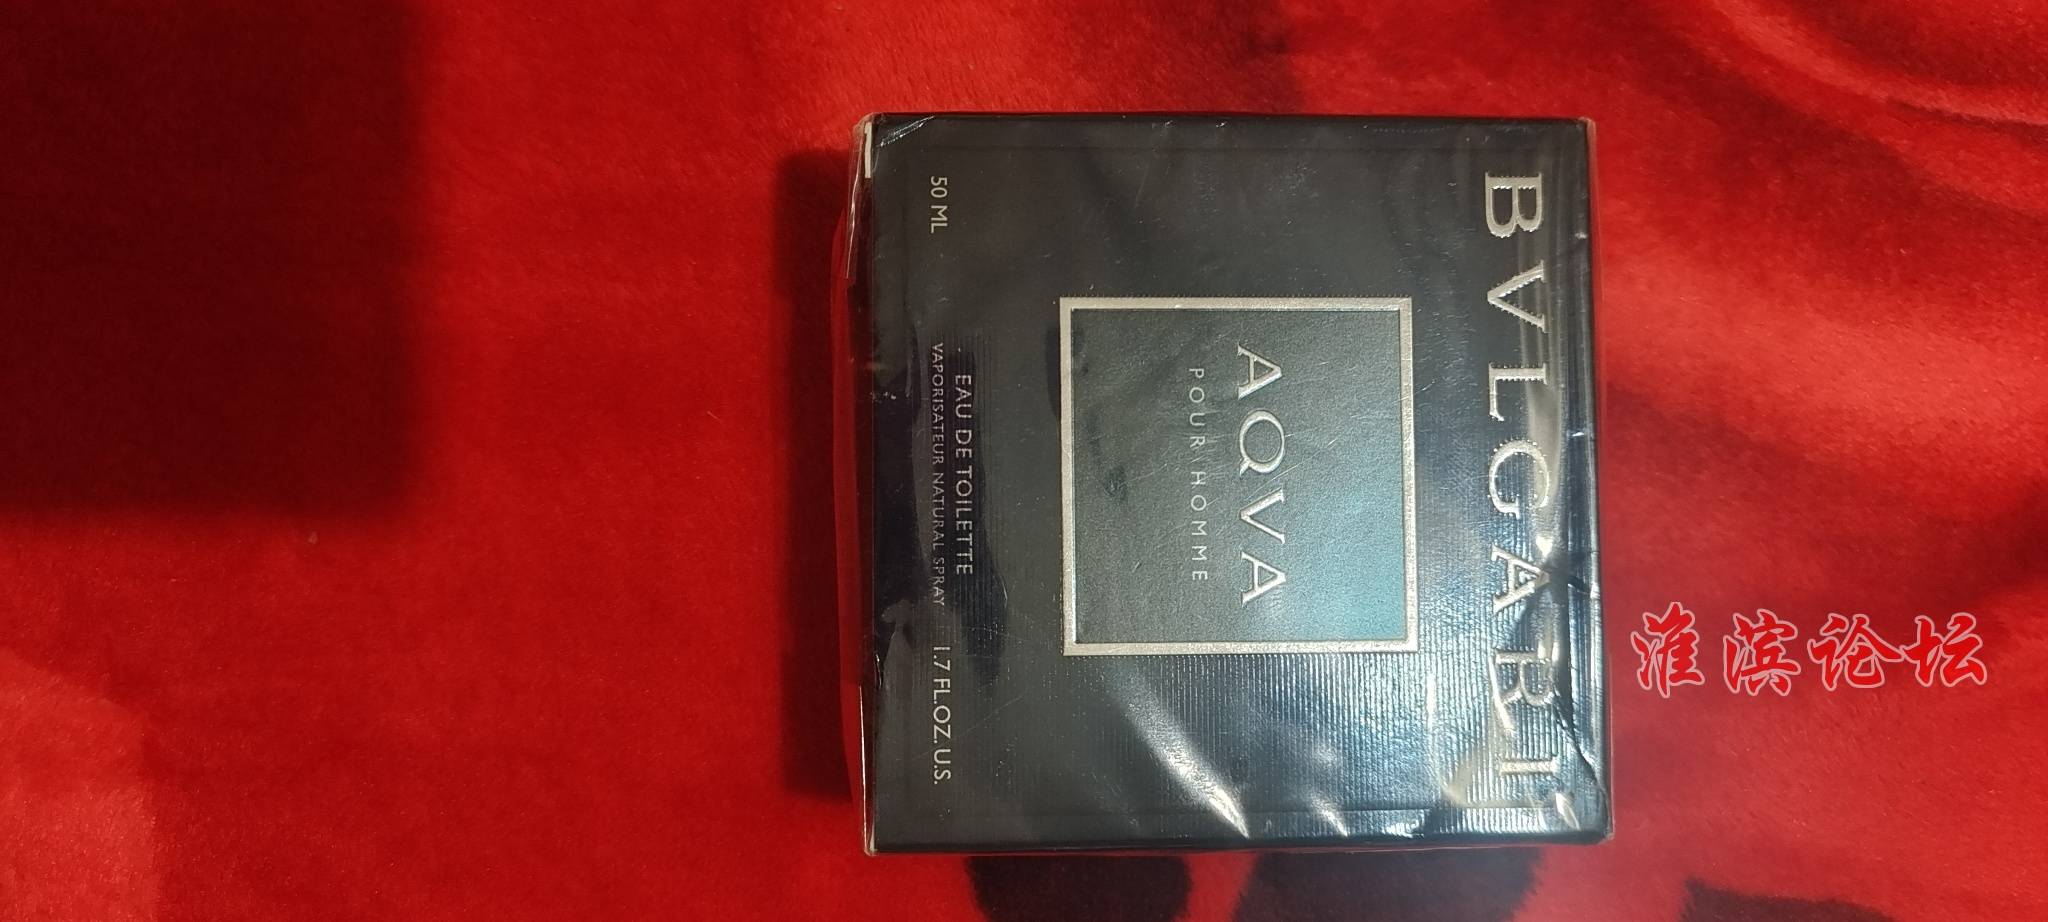 BVLGARI
AQVA
POUR HOMME
EAU DE TOILETTE
50 ML VAPORISATEUR NATURAL SPRAY 1.7 FL.OZ. U.S.
淮滨论坛